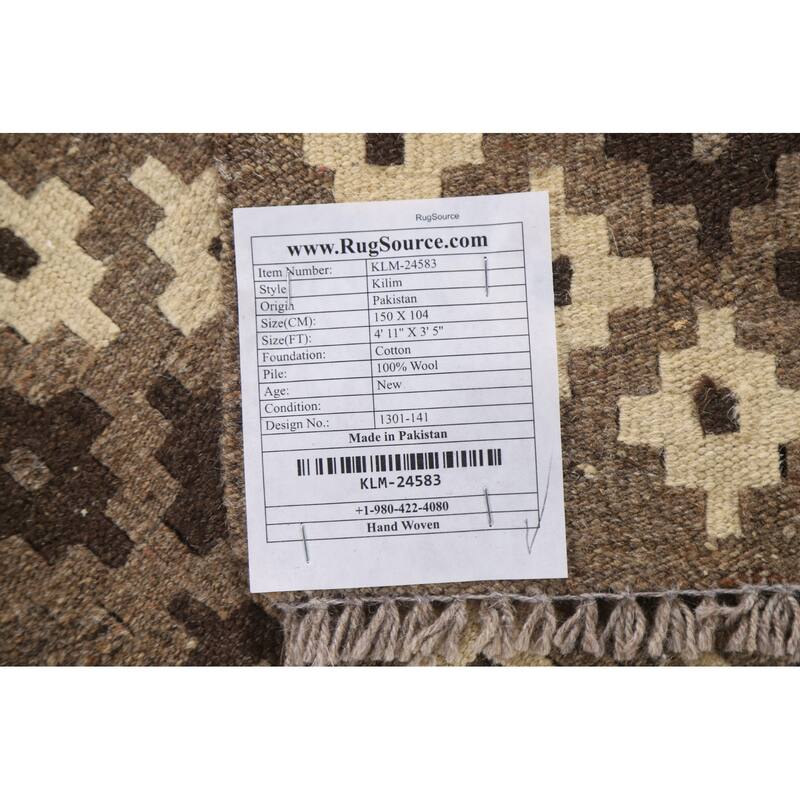 RugSource
www.RugSource.com
Item Number: KLM-24583
Style Kilim
Origin Pakistan
Size(CM): 150 X 104
Size(FT): 4' 11" X 3' 5"
Foundation: Cotton
Pile: 100% Wool
Age: New
Condition:
Design No.: 1301-141
Made in Pakistan
KLM-24583
+1-980-422-4080
Hand Woven